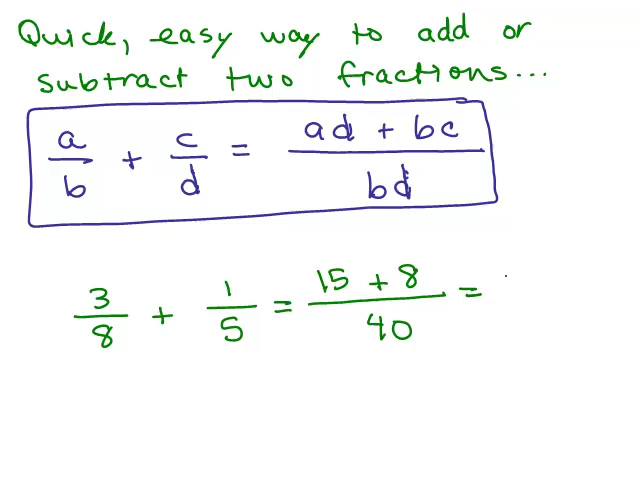 Quick, easy way to add or
subtract two fractions...
a/b + c/d = (ad + bc)/bd
3/8 + 1/5 = (15 + 8)/40 =